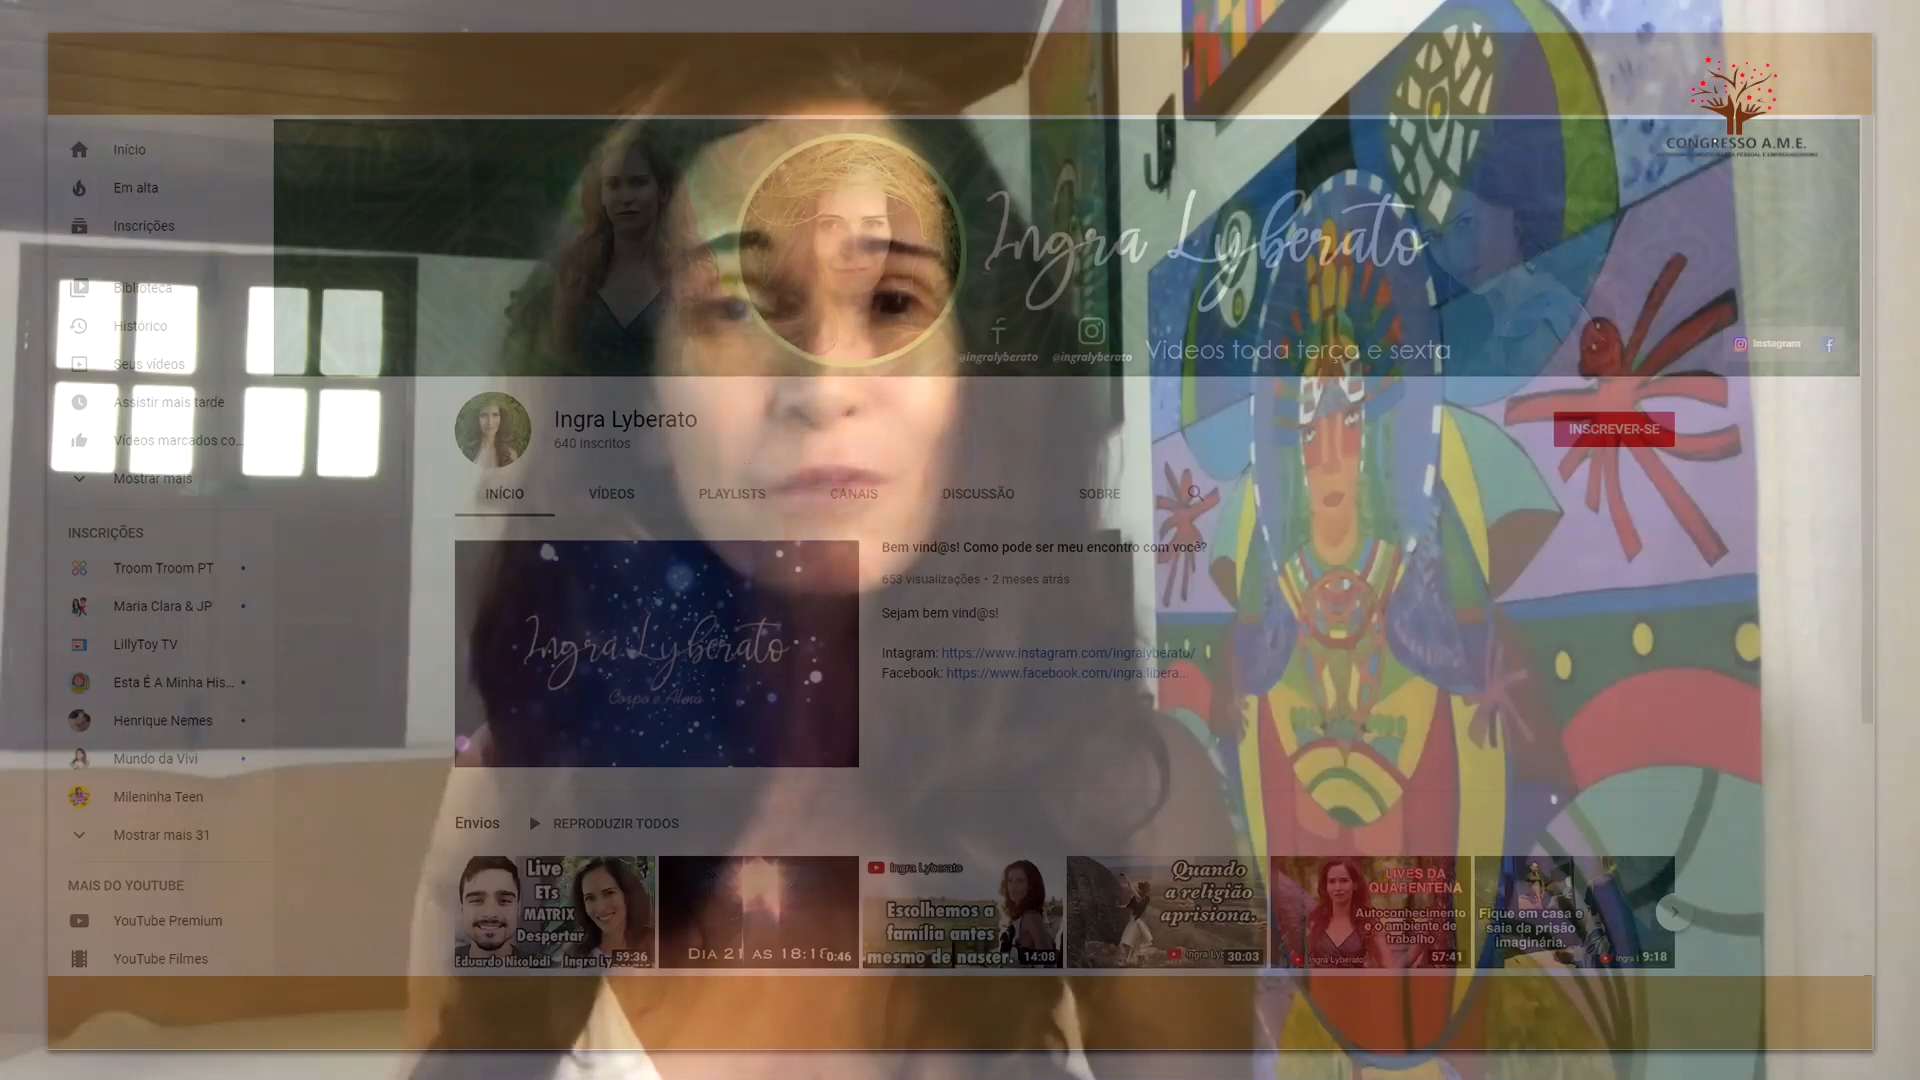 CONGRESSO A.M.E.
Início
Em alta
Inscrições
Biblioteca
Histórico
Seus vídeos
Assistir mais tarde
Vídeos marcados co...
Mostrar mais
INSCRIÇÕES
Troom Troom PT
Maria Clara & JP
LillyToy TV
Esta É A Minha His...
Henrique Nemes
Mundo da Vivi
Mileninha Teen
Mostrar mais 31
MAIS DO YOUTUBE
YouTube Premium
YouTube Filmes
Ingra Lyberato
@ingralyberato @ingralyberato
Videos toda terça e sexta
Instagram
Ingra Lyberato
640 inscritos
INSCREVER-SE
INÍCIO VÍDEOS PLAYLISTS CANAIS DISCUSSÃO SOBRE
Ingra Lyberato
Corpo e Alma
Bem vind@s! Como pode ser meu encontro com você?
653 visualizações • 2 meses atrás
Sejam bem vind@s!
Intagram: https://www.instagram.com/ingralyberato/
Facebook: https://www.facebook.com/ingra.libera...
Envios REPRODUZIR TODOS
Live
ETs
MATRIX
Despertar
Eduardo Nicolodi Ingra Ly
59:36
DIA 21 AS 18:1
0:46
Ingra Lyberato
Escolhemos a
família antes
mesmo de nascer.
14:08
Quando
a religião
aprisiona.
Ingra Lyb
30:03
LIVES DA
QUARENTENA
Autoconhecimento
e o ambiente de
trabalho
Ingra Lyberato
57:41
Fique em casa e
saia da prisão
imaginária.
Ingra
9:18